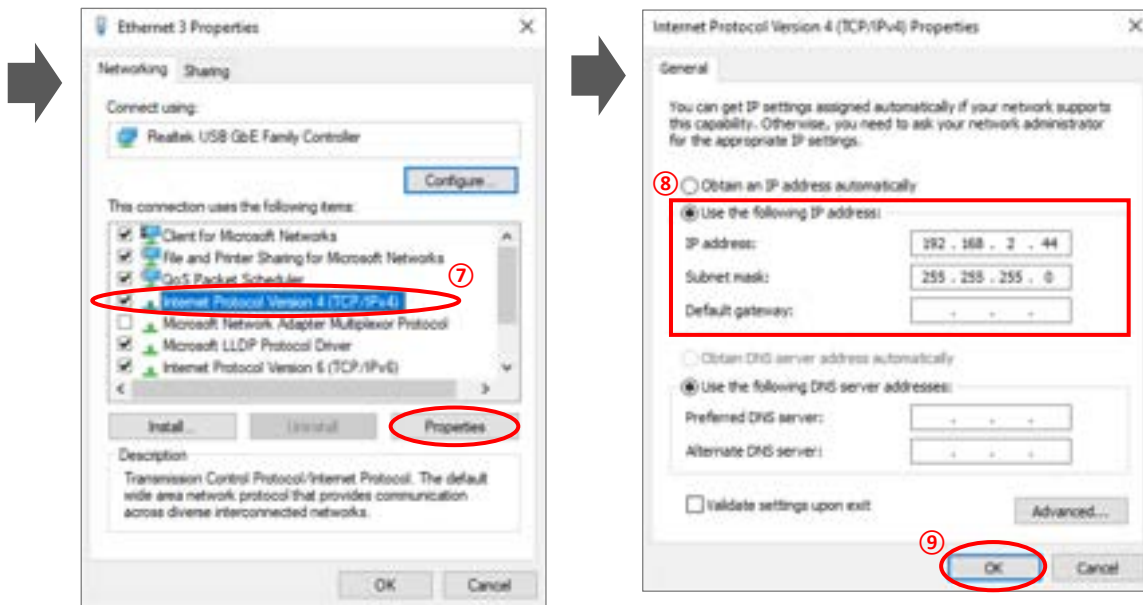 Ethernet 3 Properties
Networking Sharing
Connect using:
Realtek USB GbE Family Controller
Configure...
This connection uses the following items:
Client for Microsoft Networks
File and Printer Sharing for Microsoft Networks
QoS Packet Scheduler
⑦
Internet Protocol Version 4 (TCP/IPv4)
Microsoft Network Adapter Multiplexor Protocol
Microsoft LLDP Protocol Driver
Internet Protocol Version 6 (TCP/IPv6)
Install... Uninstall Properties
Description
Transmission Control Protocol/Internet Protocol. The default
wide area network protocol that provides communication
across diverse interconnected networks.
OK Cancel
Internet Protocol Version 4 (TCP/IPv4) Properties
General
You can get IP settings assigned automatically if your network supports
this capability. Otherwise, you need to ask your network administrator
for the appropriate IP settings.
⑧ Obtain an IP address automatically
Use the following IP address:
IP address: 192 . 168 . 2 . 44
Subnet mask: 255 . 255 . 255 . 0
Default gateway: . . .
Obtain DNS server address automatically
Use the following DNS server addresses:
Preferred DNS server: . . .
Alternate DNS server: . . .
Validate settings upon exit
Advanced...
⑨
OK Cancel